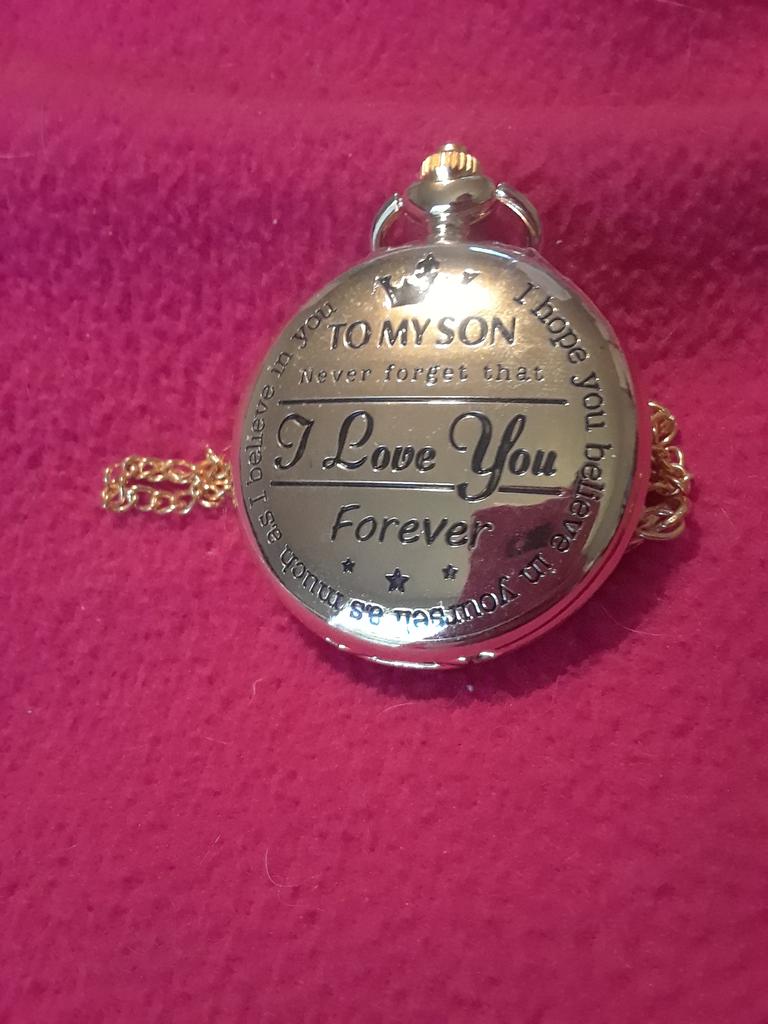 TO MY SON
Never forget that
I Love You
Forever
I hope you believe in yourself as much as I believe in you